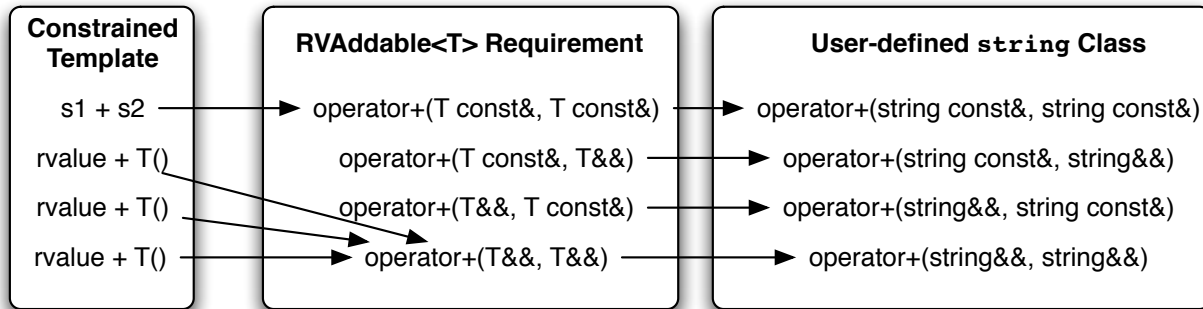 Constrained
Template
s1 + s2
rvalue + T()
rvalue + T()
rvalue + T()
RVAddable<T> Requirement
operator+(T const&, T const&)
operator+(T const&, T&&)
operator+(T&&, T const&)
operator+(T&&, T&&)
User-defined string Class
operator+(string const&, string const&)
operator+(string const&, string&&)
operator+(string&&, string const&)
operator+(string&&, string&&)